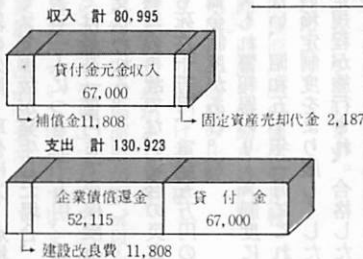 収入 計 80,995
貸付金元金収入
67,000
補償金11,808
固定資産売却代金 2,187
支出 計 130,923
企業債償還金
52,115
貸付金
67,000
建設改良費 11,808